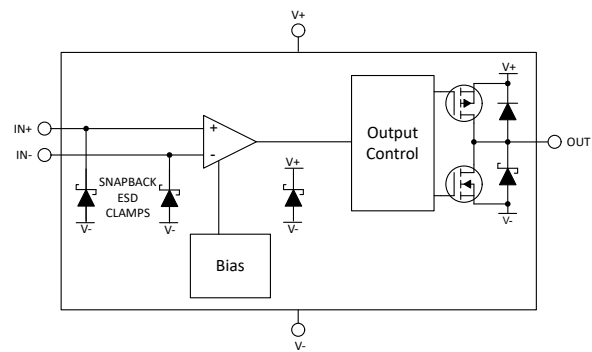 V+
V+
IN+
+
Output
Control
OUT
IN-
-
SNAPBACK
ESD
CLAMPS
V+
V-
V-
V-
V-
Bias
V-